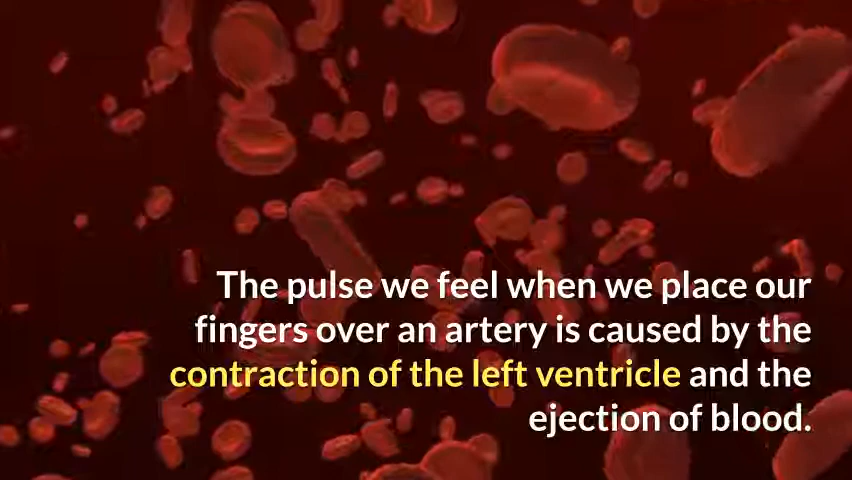 The pulse we feel when we place our
fingers over an artery is caused by the
contraction of the left ventricle and the
ejection of blood.